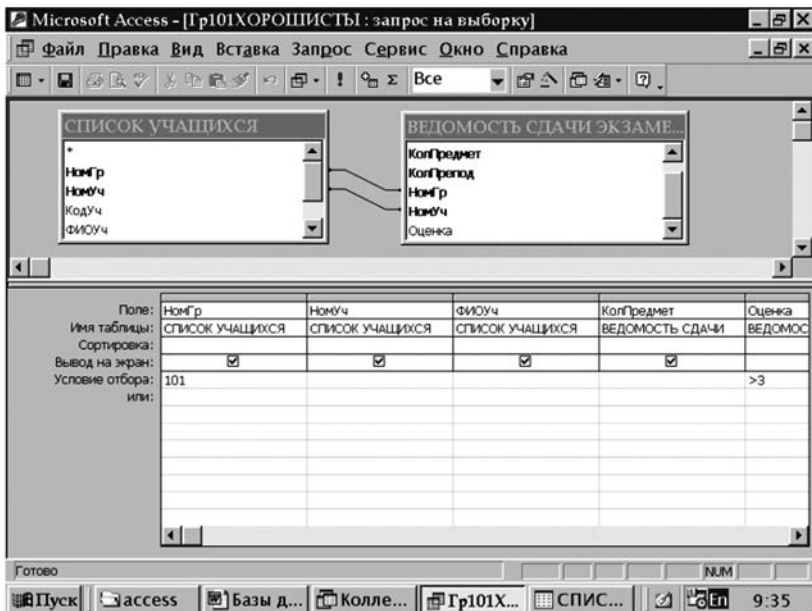 Microsoft Access - [Гр101ХОРОШИСТЫ : запрос на выборку]
Файл Правка Вид Вставка Запрос Сервис Окно Справка
Все
СПИСОК УЧАЩИХСЯ ВЕДОМОСТЬ СДАЧИ ЭКЗАМЕ...
* КолПредмет
НомГр КолПрепод
НомУч НомГр
КодУч НомУч
ФИОУч Оценка
Поле: НомГр НомУч ФИОУч КолПредмет Оценка
Имя таблицы: СПИСОК УЧАЩИХСЯ СПИСОК УЧАЩИХСЯ СПИСОК УЧАЩИХСЯ ВЕДОМОСТЬ СДАЧИ ВЕДОМОС
Сортировка:
Вывод на экран:
Условие отбора: 101 >3
или:
Готово NUM
Пуск access Базы д... Колле... Гр101Х... СПИС... En 9:35